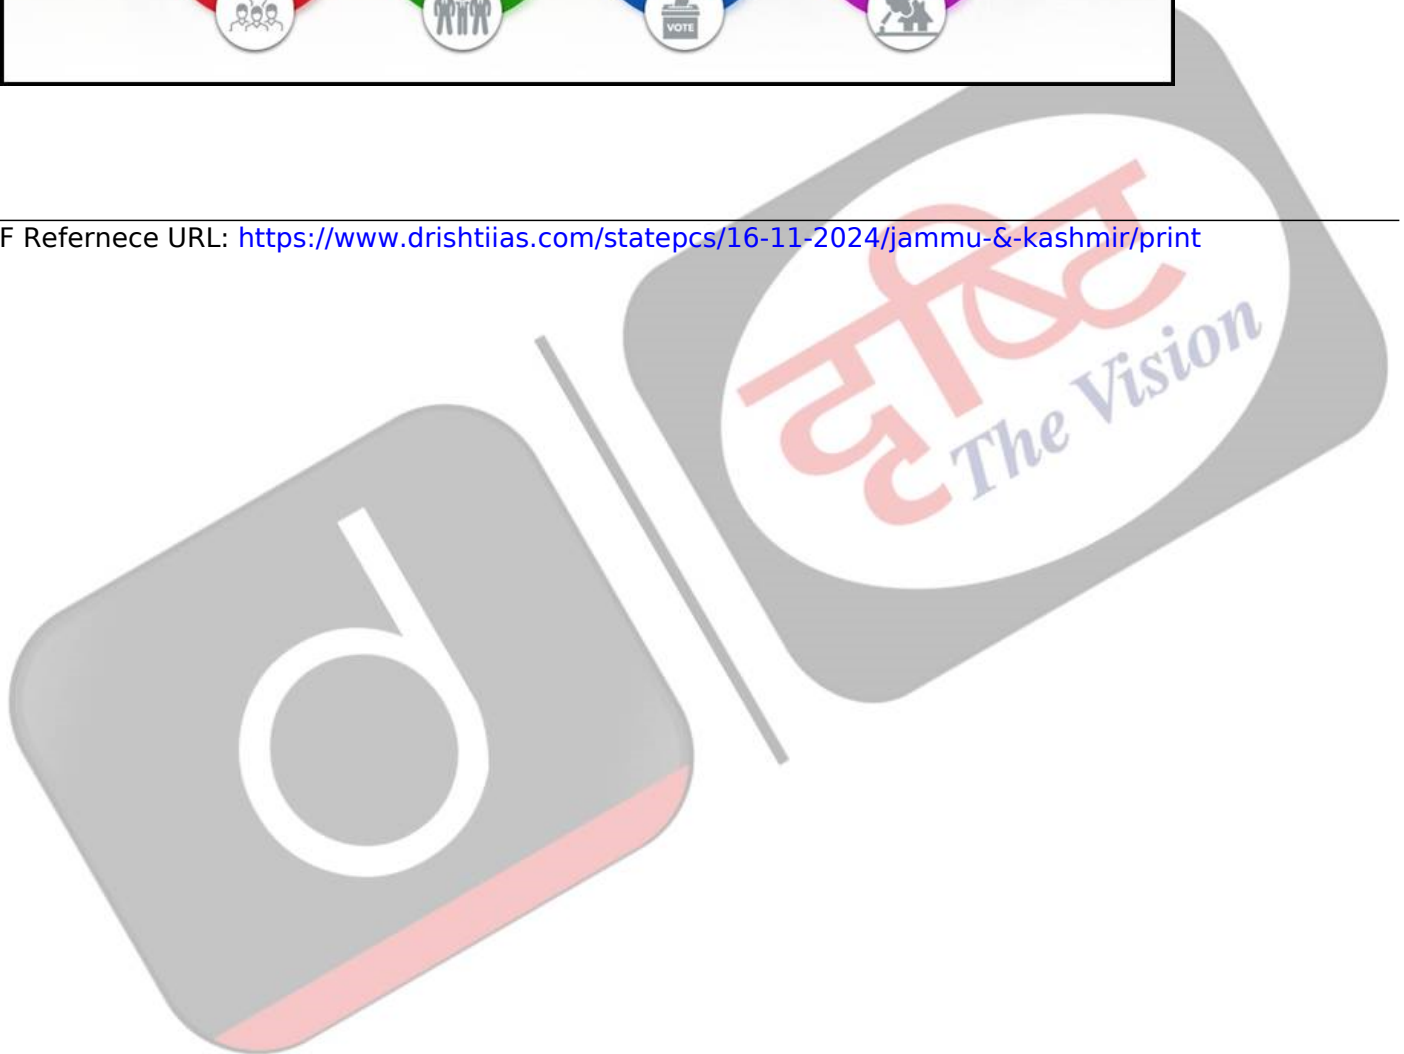 VOTE
F Refernece URL: https://www.drishtiias.com/statepcs/16-11-2024/jammu-&-kashmir/print
दृष्टि
The Vision
d